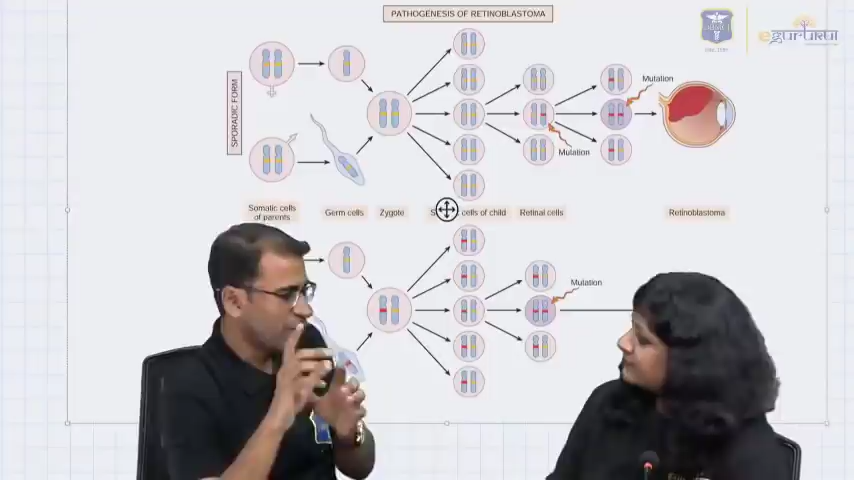 PATHOGENESIS OF RETINOBLASTOMA
egurukul
SPORADIC FORM
Mutation
Mutation
Somatic cells
of parents
Germ cells
Zygote
cells of child
Retinal cells
Retinoblastoma
Mutation